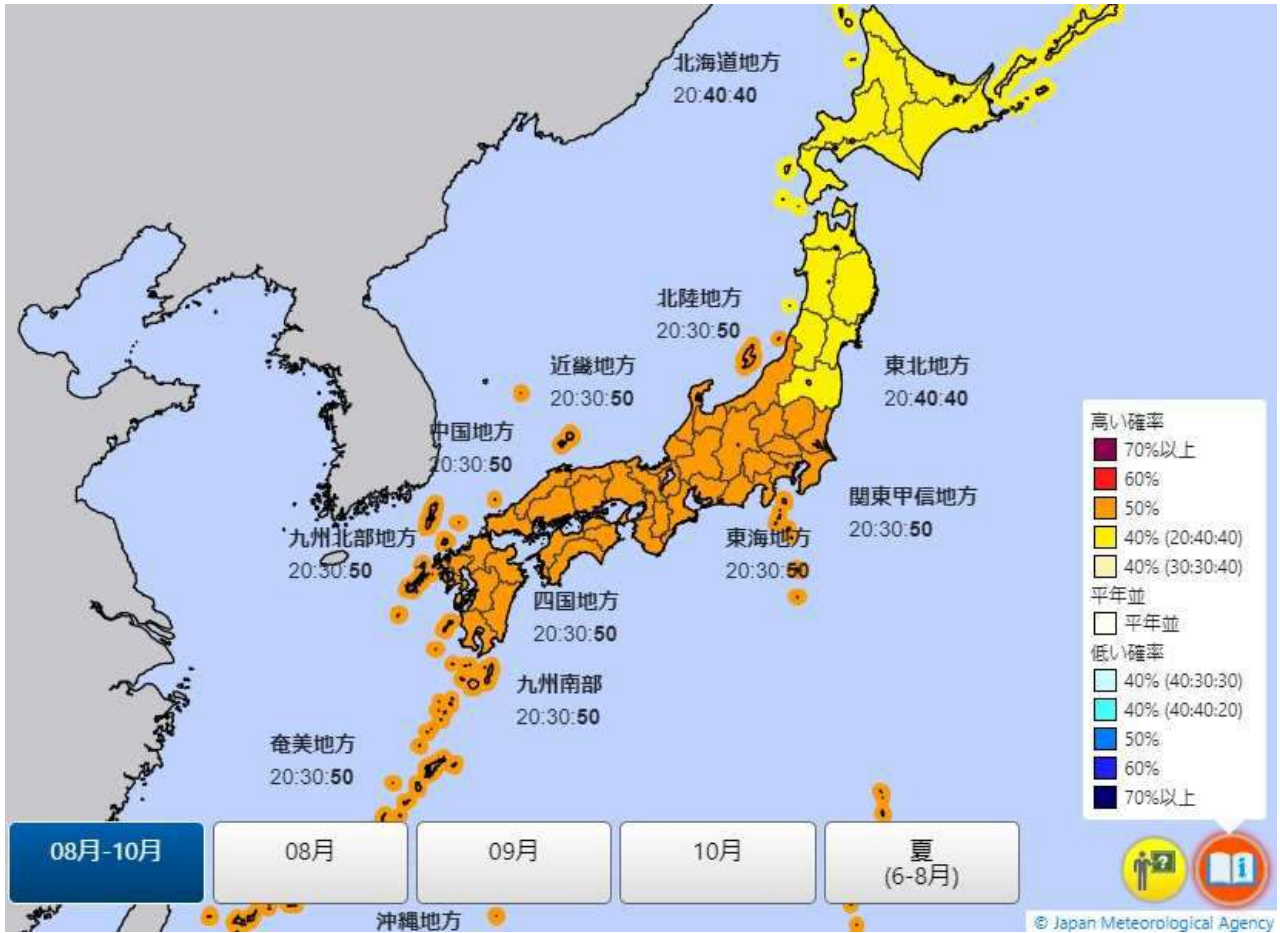 北海道地方
20:40:40
北陸地方
20:30:50
近畿地方
20:30:50
東北地方
20:40:40
中国地方
20:30:50
関東甲信地方
20:30:50
九州北部地方
20:30:50
東海地方
20:30:50
四国地方
20:30:50
九州南部
20:30:50
奄美地方
20:30:50
高い確率
70%以上
60%
50%
40% (20:40:40)
40% (30:30:40)
平年並
平年並
低い確率
40% (40:30:30)
40% (40:40:20)
50%
60%
70%以上
08月-10月
08月
09月
10月
夏
(6-8月)
沖縄地方
© Japan Meteorological Agency